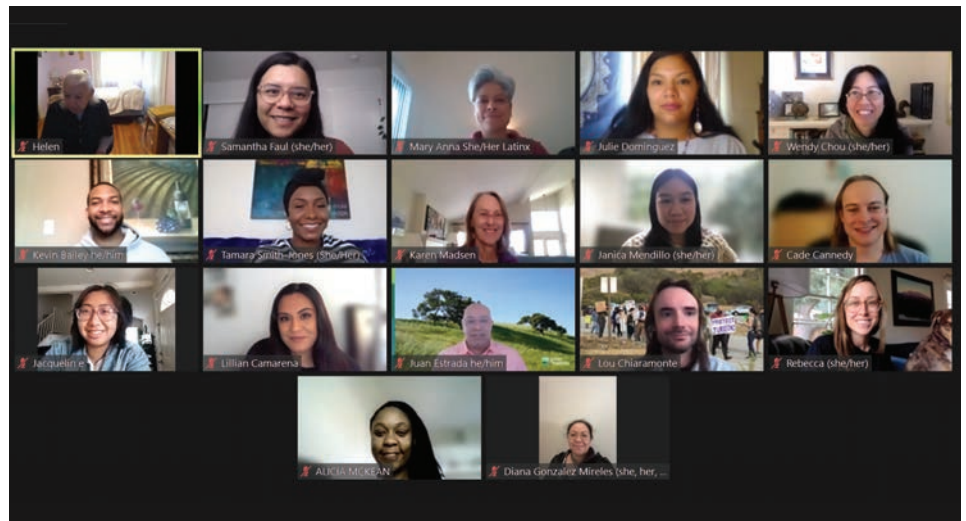 Helen
Samantha Faul (she/her)
Mary Anna She/Her Latinx
Julie Dominguez
Wendy Chou (she/her)
Kevin Bailey he/him
Tamara Smith-Jones (She/Her)
Karen Madsen
Janica Mendillo (she/her)
Cade Cannedy
Jacquelin e
Lillian Camarena
Juan Estrada he/him
Lou Chiaramonte
Rebecca (she/her)
ALICIA MCKEAN
Diana Gonzalez Mireles (she, her, ...